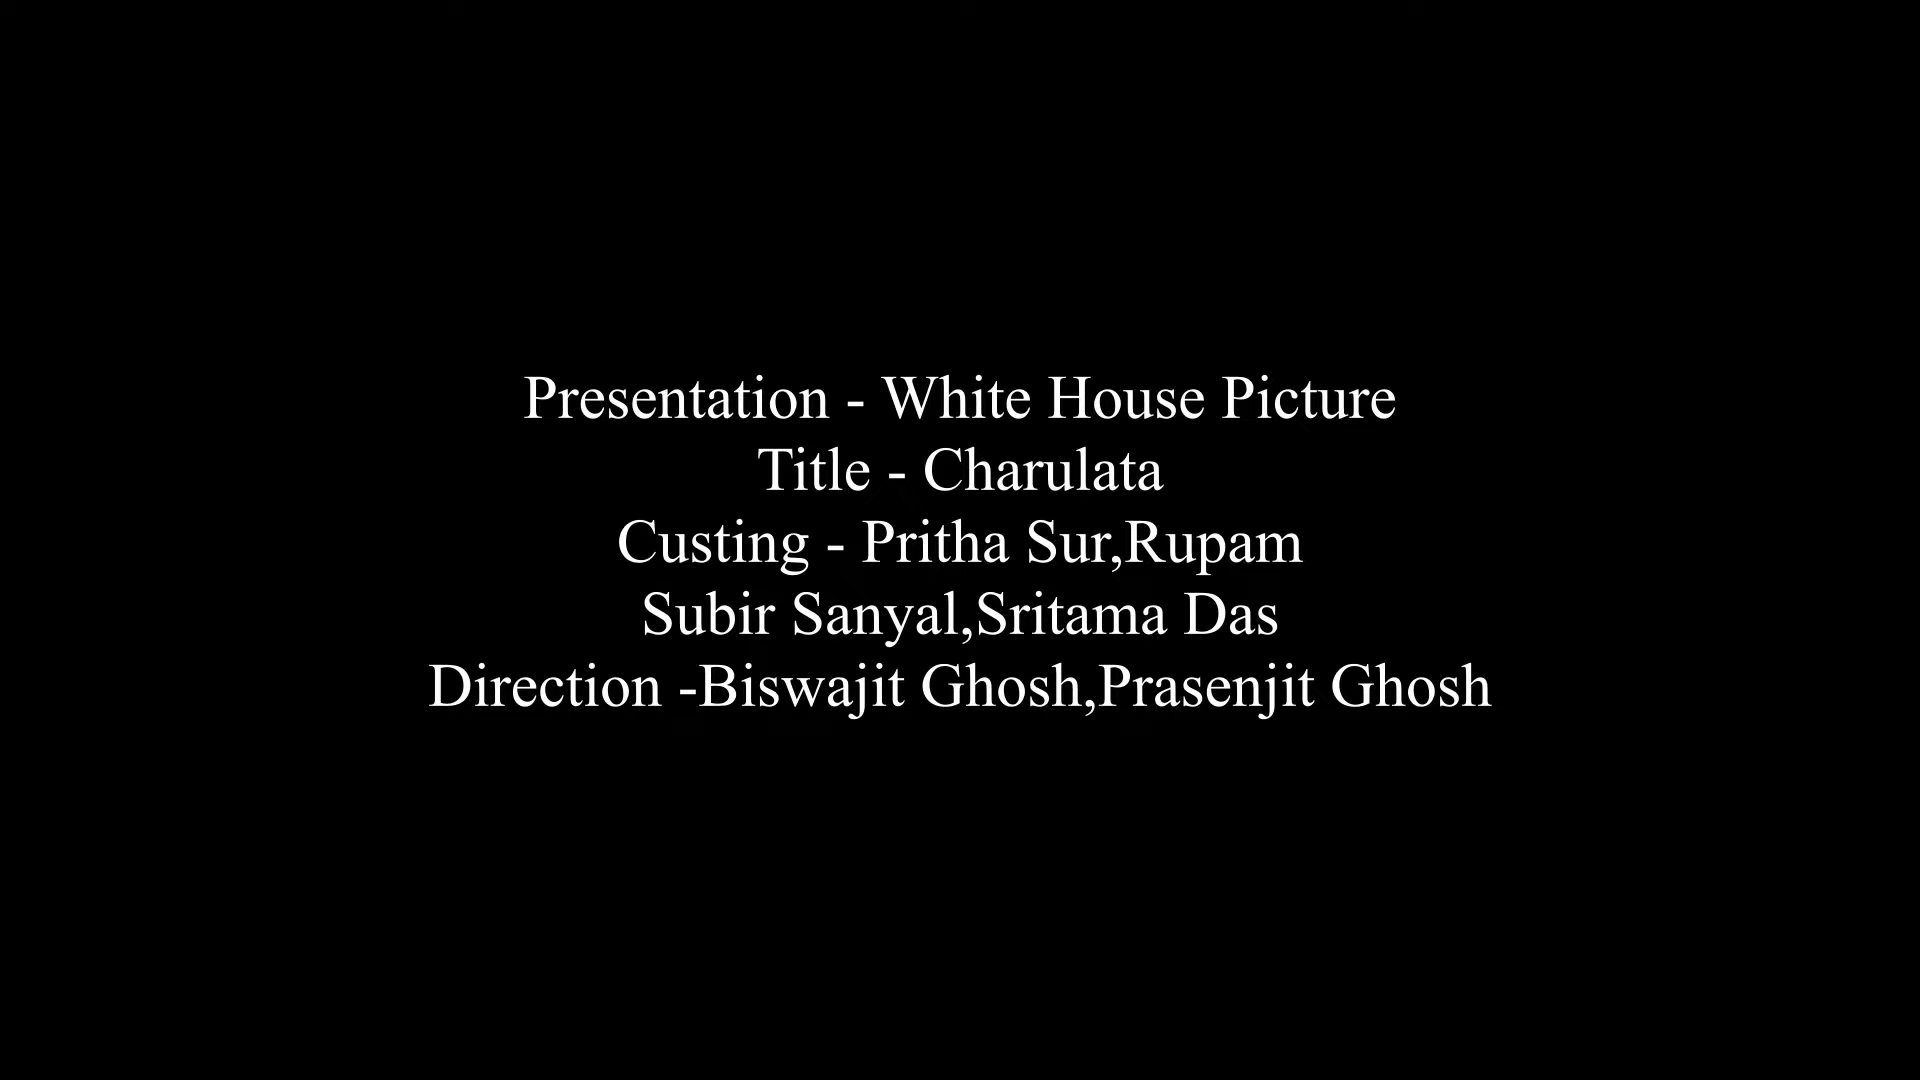 Presentation - White House Picture
Title - Charulata
Custing - Pritha Sur,Rupam
Subir Sanyal,Sritama Das
Direction -Biswajit Ghosh,Prasenjit Ghosh